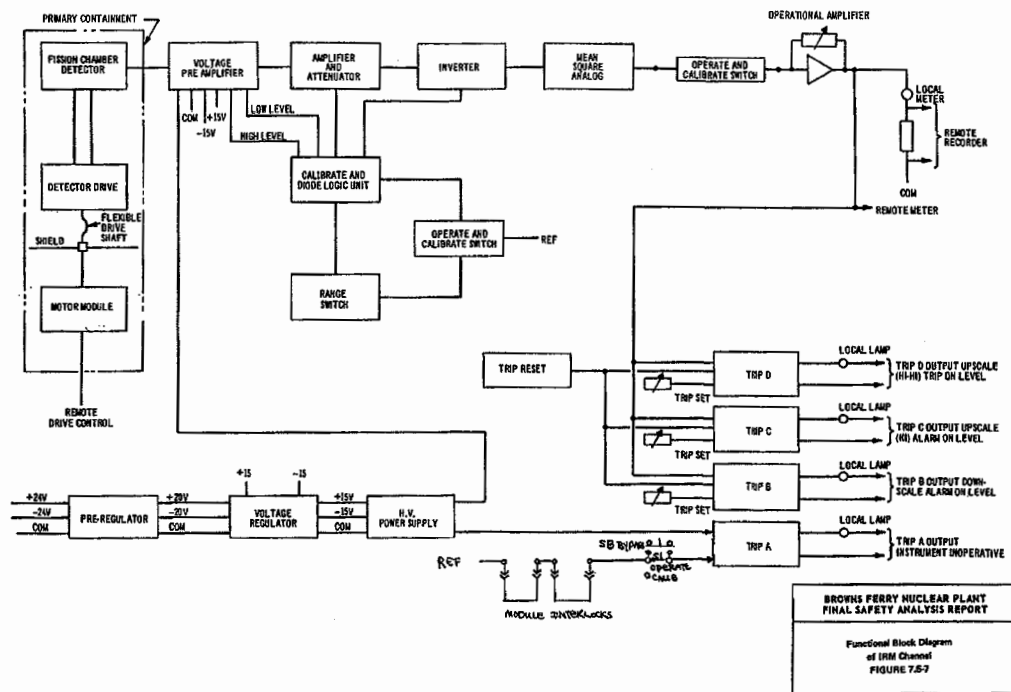 PRIMARY CONTAINMENT
FISSION CHAMBER
DETECTOR
VOLTAGE
PRE AMPLIFIER
AMPLIFIER
AND
ATTENUATOR
INVERTER
MEAN
SQUARE
ANALOG
OPERATE AND
CALIBRATE SWITCH
OPERATIONAL AMPLIFIER
LOCAL
METER
REMOTE
RECORDER
COM
REMOTE METER
COM
-15V
+15V
LOW LEVEL
HIGH LEVEL
DETECTOR DRIVE
FLEXIBLE
DRIVE
SHAFT
SHIELD
MOTOR MODULE
REMOTE
DRIVE CONTROL
CALIBRATE AND
DIODE LOGIC UNIT
OPERATE AND
CALIBRATE SWITCH
REF
RANGE
SWITCH
TRIP RESET
TRIP SET
TRIP D
LOCAL LAMP
TRIP D OUTPUT UPSCALE
(HI-HI) TRIP ON LEVEL
TRIP SET
TRIP C
LOCAL LAMP
TRIP C OUTPUT UPSCALE
(HI) ALARM ON LEVEL
TRIP SET
TRIP B
LOCAL LAMP
TRIP B OUTPUT DOWN-
SCALE ALARM ON LEVEL
TRIP A
LOCAL LAMP
TRIP A OUTPUT
INSTRUMENT INOPERATIVE
+24V
-24V
COM
PRE-REGULATOR
+20V
-20V
COM
+15
-15
VOLTAGE
REGULATOR
+15V
-15V
COM
H.V.
POWER SUPPLY
REF
MODULE INTERLOCKS
SB BYPASS
S1
OPERATE
CALIB
BROWNS FERRY NUCLEAR PLANT
FINAL SAFETY ANALYSIS REPORT
Functional Block Diagram
of IRM Channel
FIGURE 7.5-7